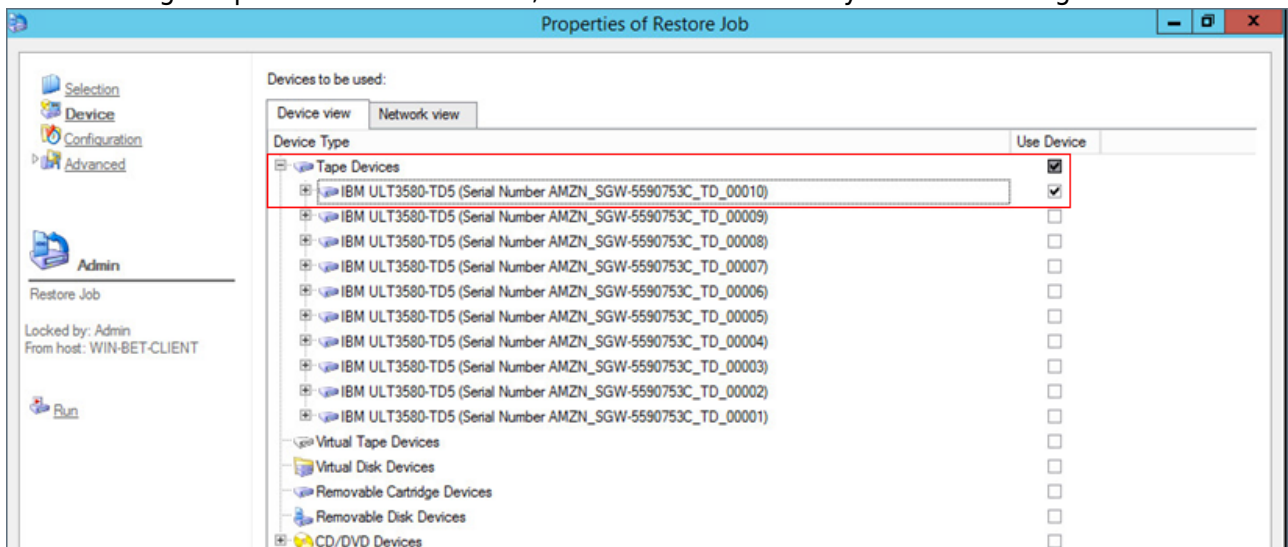 Properties of Restore Job
Selection
Device
Configuration
Advanced
Admin
Restore Job
Locked by: Admin
From host: WIN-BET-CLIENT
Run
Devices to be used:
Device view Network view
Device Type Use Device
Tape Devices
IBM ULT3580-TD5 (Serial Number AMZN_SGW-5590753C_TD_00010)
IBM ULT3580-TD5 (Serial Number AMZN_SGW-5590753C_TD_00009)
IBM ULT3580-TD5 (Serial Number AMZN_SGW-5590753C_TD_00008)
IBM ULT3580-TD5 (Serial Number AMZN_SGW-5590753C_TD_00007)
IBM ULT3580-TD5 (Serial Number AMZN_SGW-5590753C_TD_00006)
IBM ULT3580-TD5 (Serial Number AMZN_SGW-5590753C_TD_00005)
IBM ULT3580-TD5 (Serial Number AMZN_SGW-5590753C_TD_00004)
IBM ULT3580-TD5 (Serial Number AMZN_SGW-5590753C_TD_00003)
IBM ULT3580-TD5 (Serial Number AMZN_SGW-5590753C_TD_00002)
IBM ULT3580-TD5 (Serial Number AMZN_SGW-5590753C_TD_00001)
Virtual Tape Devices
Virtual Disk Devices
Removable Cartridge Devices
Removable Disk Devices
CD/DVD Devices